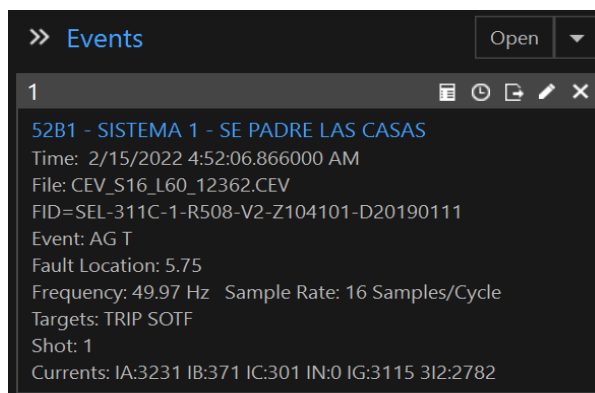 Events
Open
1
52B1 - SISTEMA 1 - SE PADRE LAS CASAS
Time: 2/15/2022 4:52:06.866000 AM
File: CEV_S16_L60_12362.CEV
FID=SEL-311C-1-R508-V2-Z104101-D20190111
Event: AG T
Fault Location: 5.75
Frequency: 49.97 Hz Sample Rate: 16 Samples/Cycle
Targets: TRIP SOTF
Shot: 1
Currents: IA:3231 IB:371 IC:301 IN:0 IG:3115 3I2:2782